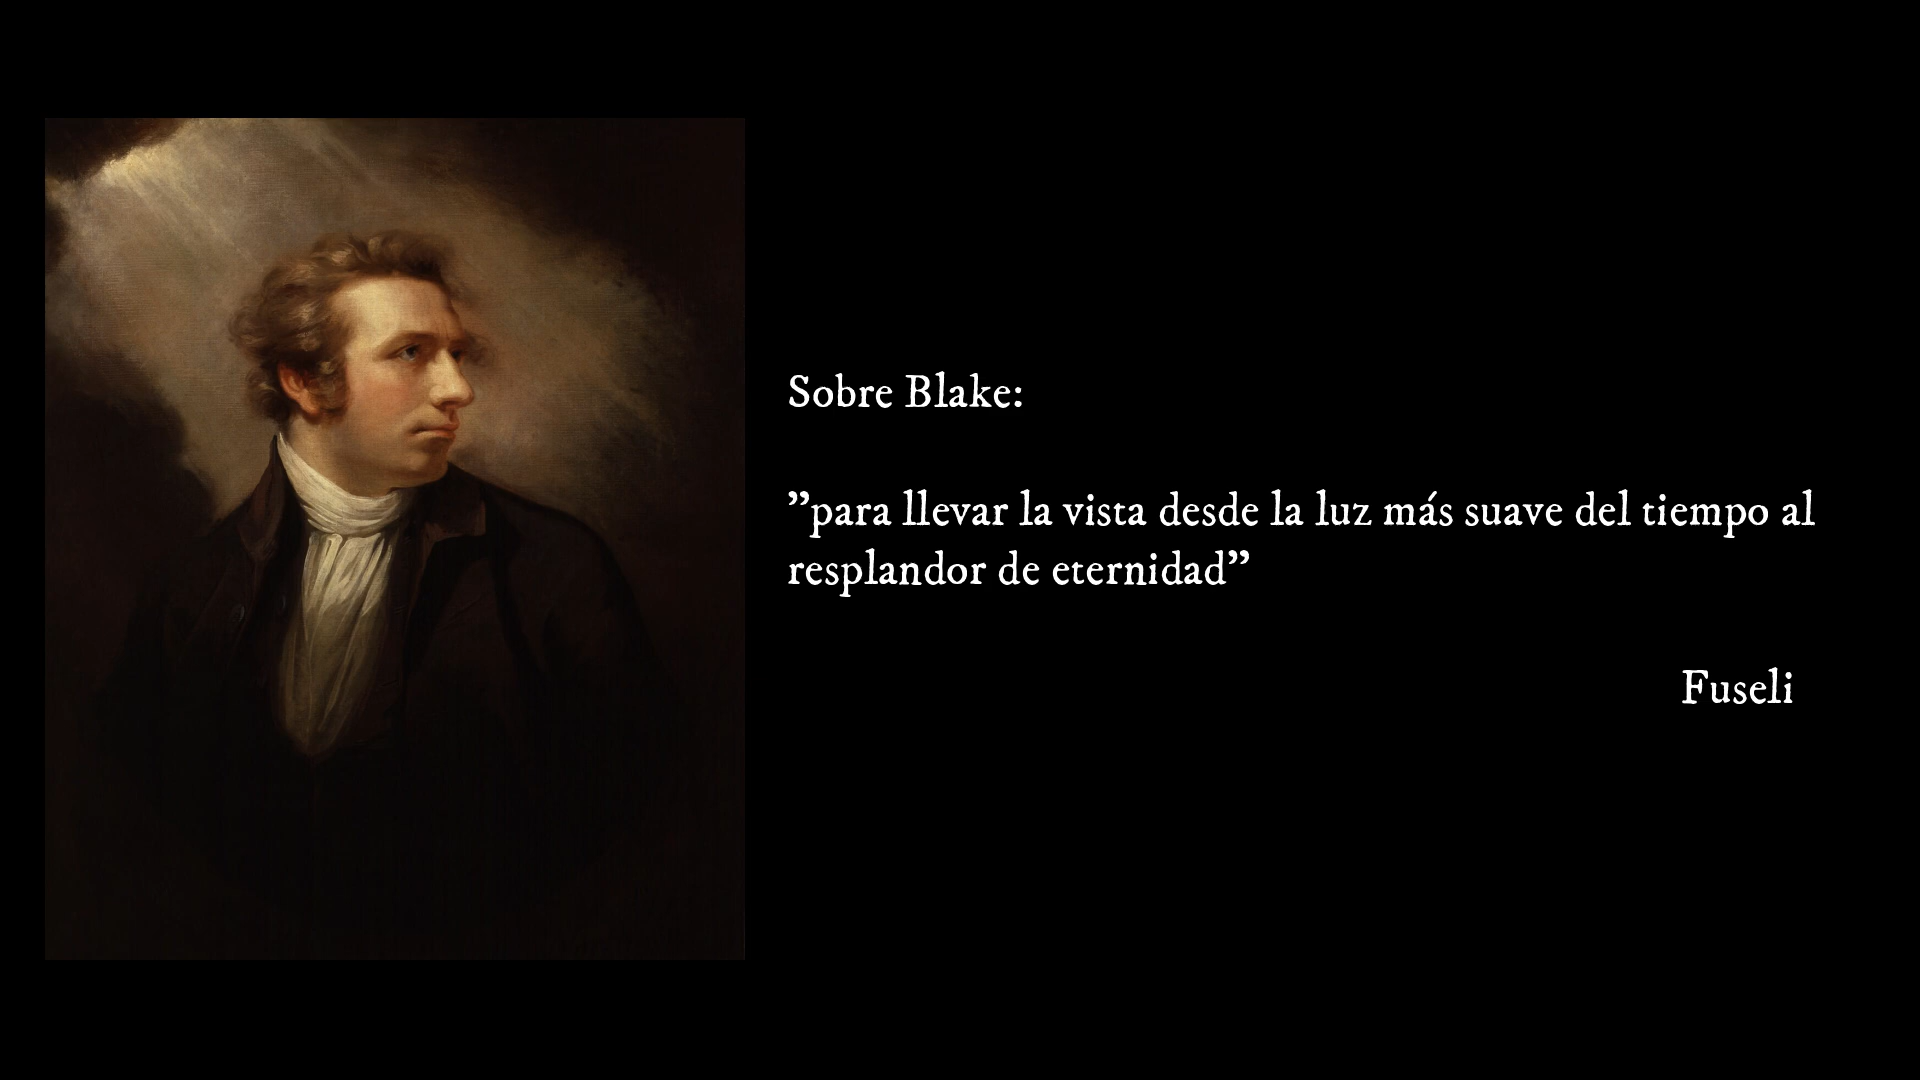 Sobre Blake:
”para llevar la vista desde la luz más suave del tiempo al
resplandor de eternidad”
Fuseli